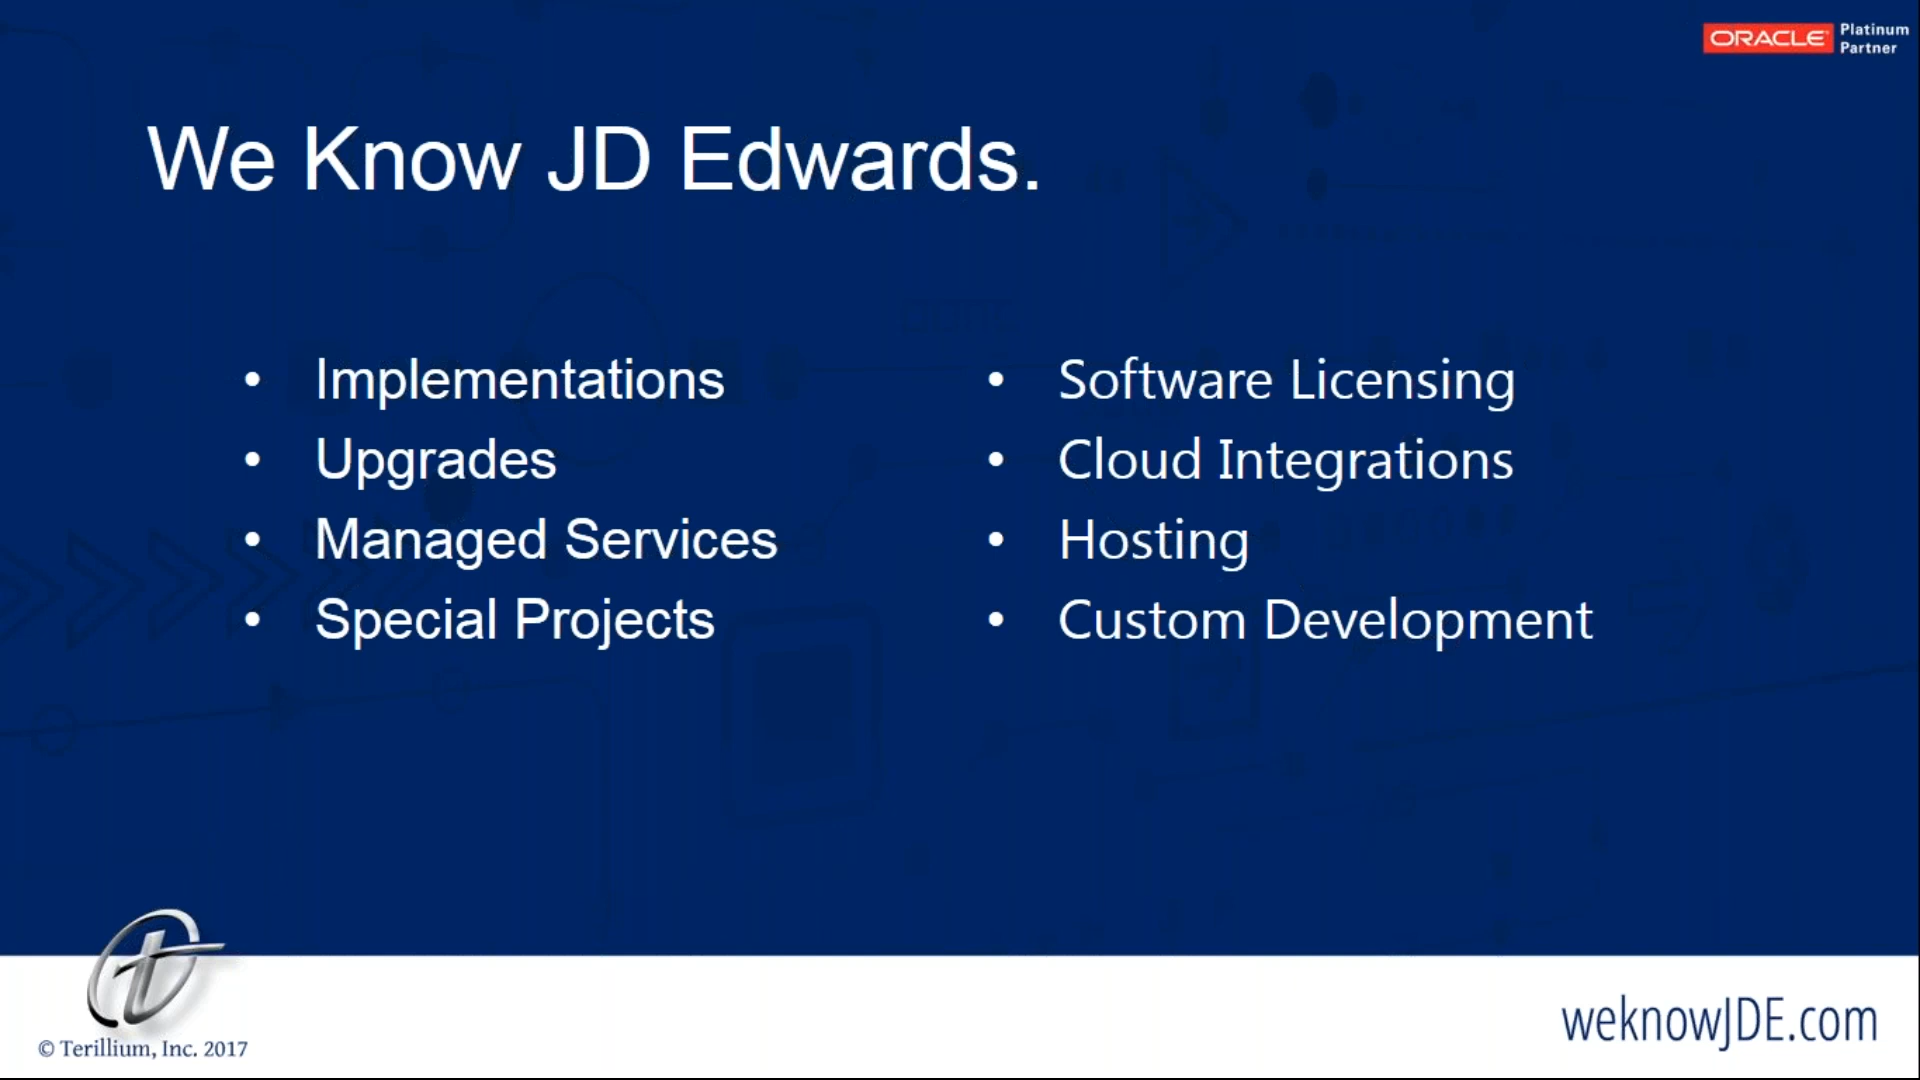 ORACLE Platinum
Partner
We Know JD Edwards.
• Implementations
• Upgrades
• Managed Services
• Special Projects
• Software Licensing
• Cloud Integrations
• Hosting
• Custom Development
© Terillium, Inc. 2017
weknowJDE.com